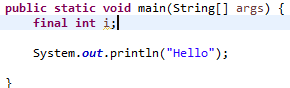 public static void main(String[] args) {
    final int i;

    System.out.println("Hello");

}